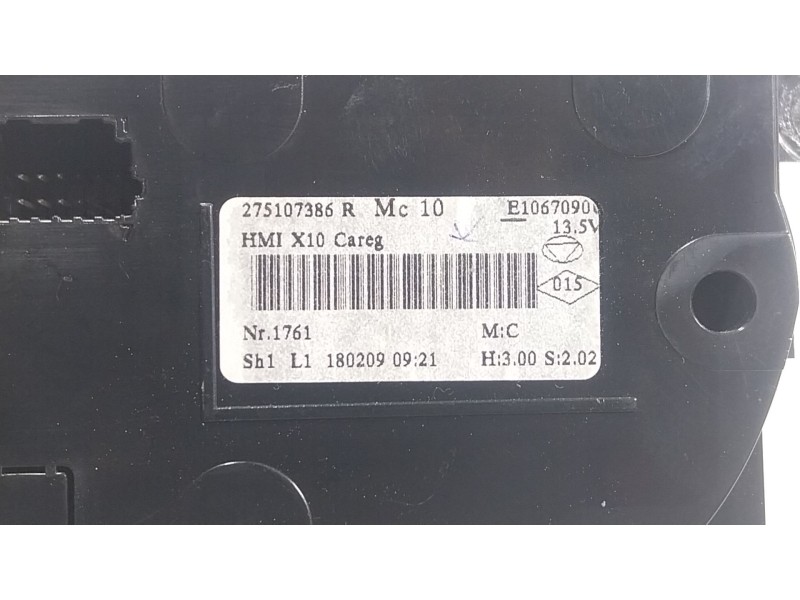 275107386 R Mc 10 E1067090
13.5V
HMI X10 Careg
015
Nr.1761 M:C
Sh1 L1 180209 09:21 H:3.00 S:2.02